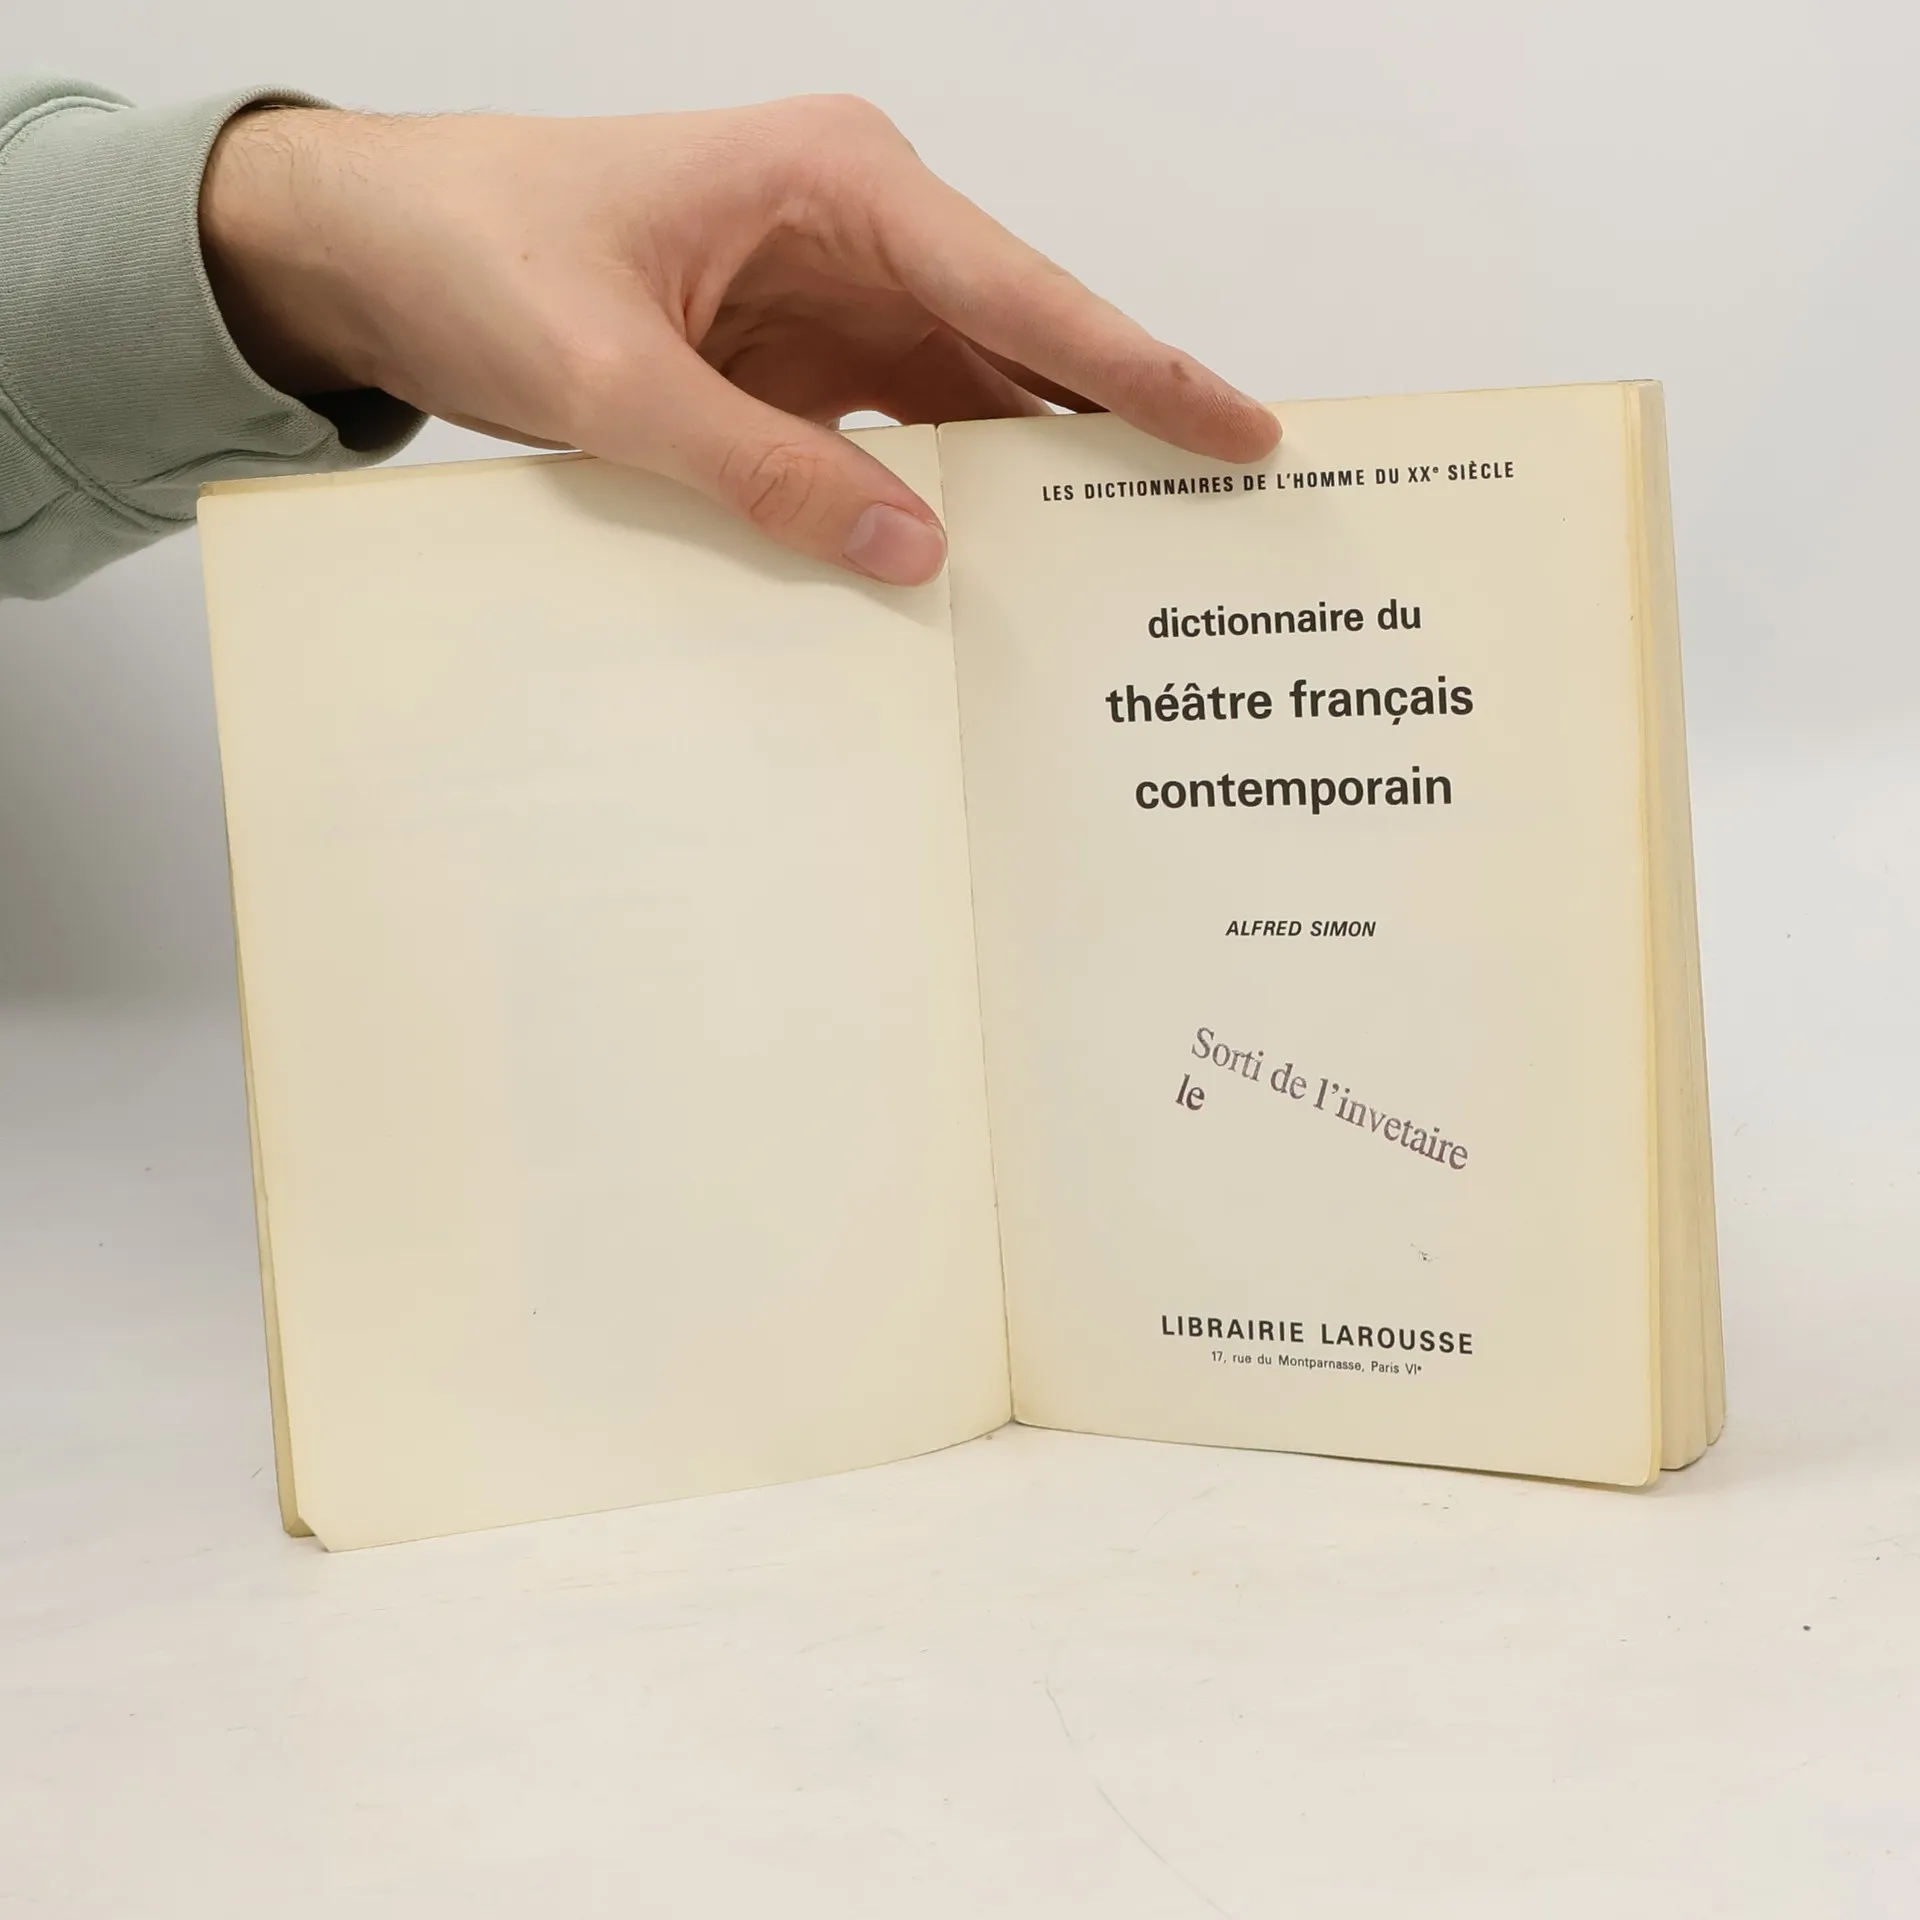 LES DICTIONNAIRES DE L'HOMME DU XXe SIÈCLE
dictionnaire du
théâtre français
contemporain
ALFRED SIMON
Sorti de l'invetaire
le
LIBRAIRIE LAROUSSE
17, rue du Montparnasse, Paris VIe